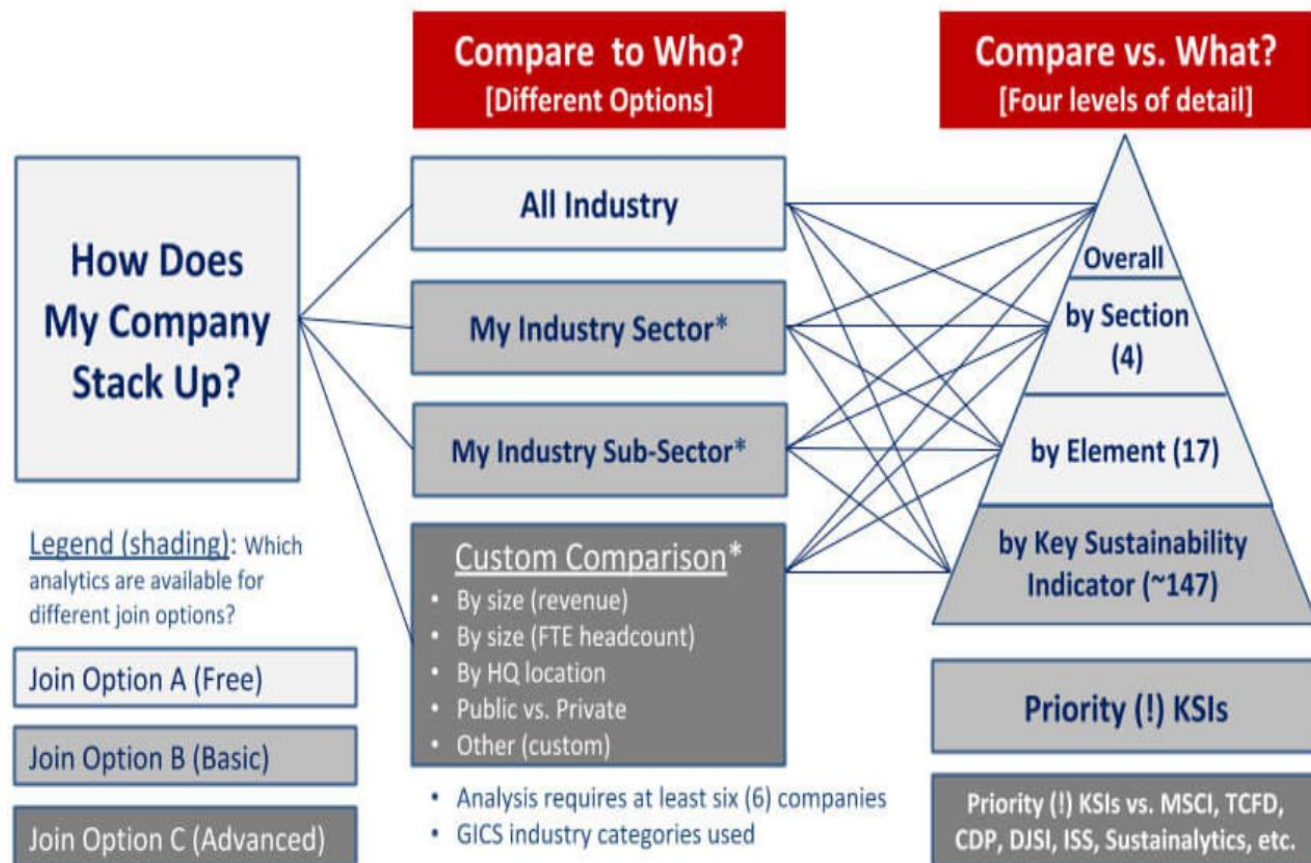 Compare to Who?
[Different Options]
Compare vs. What?
[Four levels of detail]
How Does
My Company
Stack Up?
All Industry
My Industry Sector*
My Industry Sub-Sector*
Custom Comparison*
• By size (revenue)
• By size (FTE headcount)
• By HQ location
• Public vs. Private
• Other (custom)
• Analysis requires at least six (6) companies
• GICS industry categories used
Overall
by Section
(4)
by Element (17)
by Key Sustainability
Indicator (~147)
Priority (!) KSIs
Priority (!) KSIs vs. MSCI, TCFD,
CDP, DJSI, ISS, Sustainalytics, etc.
Legend (shading): Which
analytics are available for
different join options?
Join Option A (Free)
Join Option B (Basic)
Join Option C (Advanced)